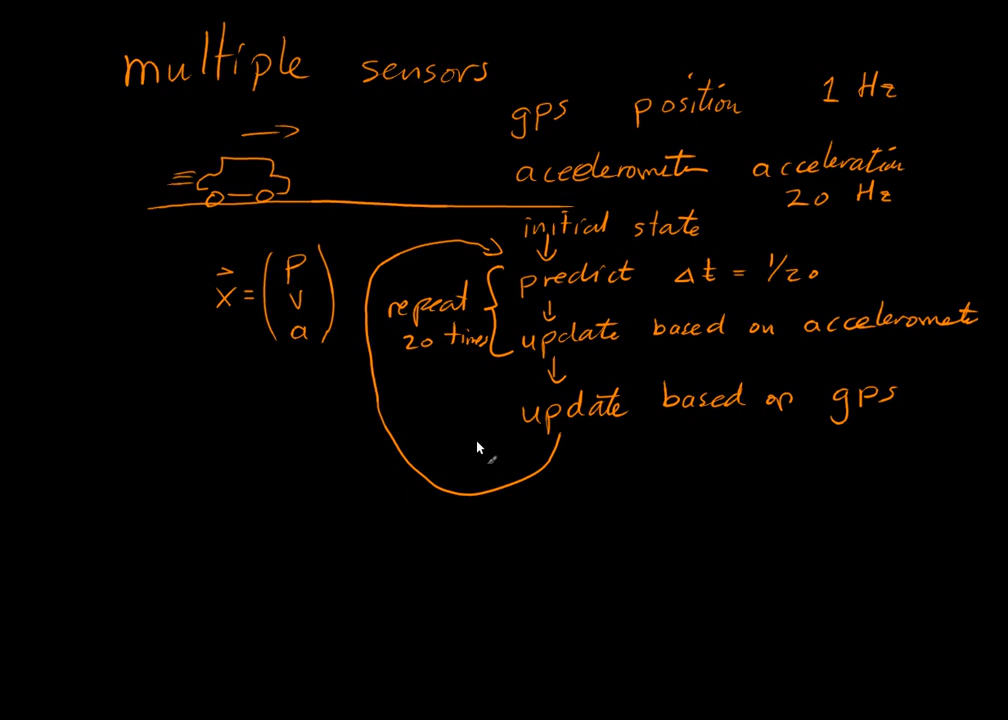 multiple sensors
gps position 1 Hz
accelerometer acceleration
20 Hz
initial state
predict Δt = 1/20
x = (p v a)
repeat
20 times
update based on accelerometer
update based on gps